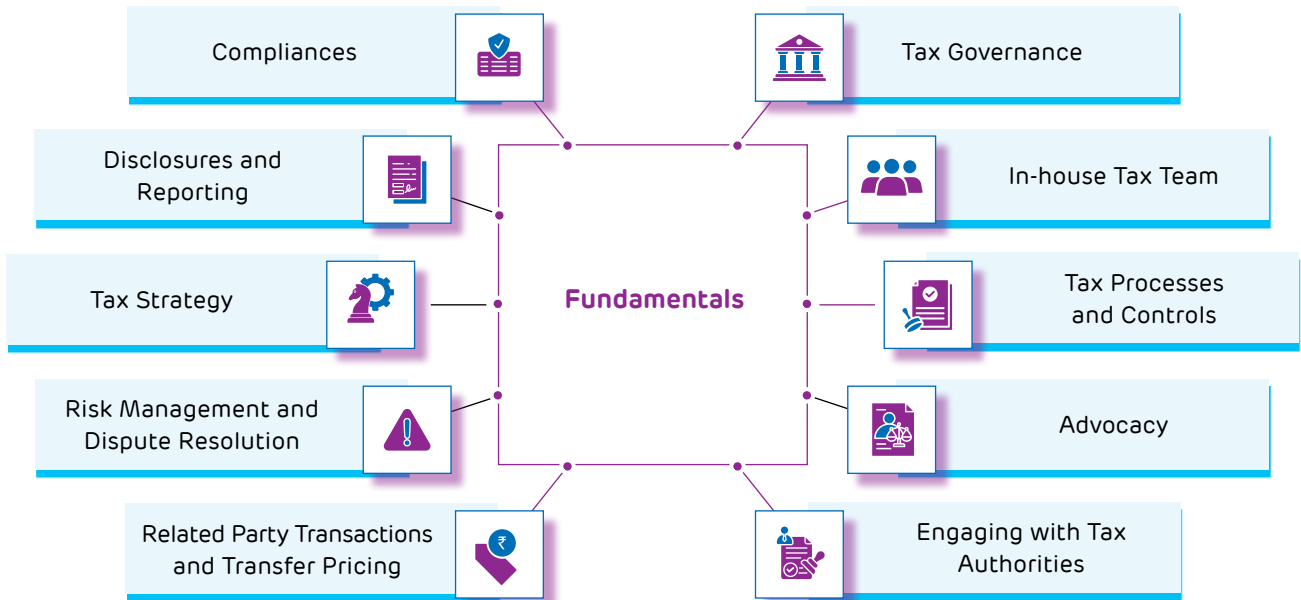 Compliances
Tax Governance
Disclosures and
Reporting
In-house Tax Team
Tax Strategy
Fundamentals
Tax Processes
and Controls
Risk Management and
Dispute Resolution
Advocacy
Related Party Transactions
and Transfer Pricing
₹
Engaging with Tax
Authorities